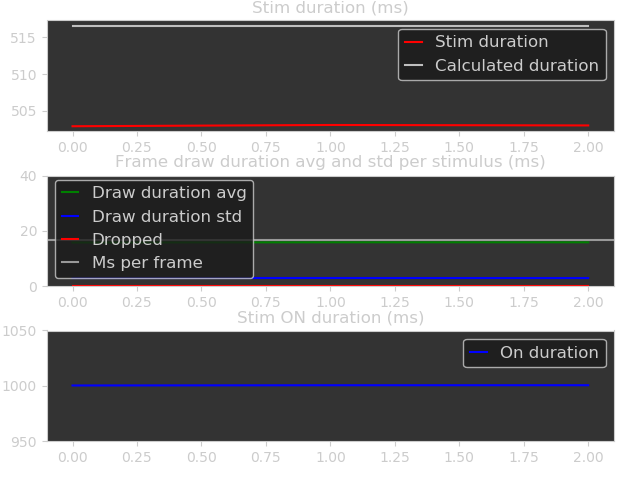 Stim duration (ms)
515
510
505
Stim duration
Calculated duration
0.00 0.25 0.50 0.75 1.00 1.25 1.50 1.75 2.00
Frame draw duration avg and std per stimulus (ms)
40
20
0
Draw duration avg
Draw duration std
Dropped
Ms per frame
0.00 0.25 0.50 0.75 1.00 1.25 1.50 1.75 2.00
Stim ON duration (ms)
1050
1000
950
On duration
0.00 0.25 0.50 0.75 1.00 1.25 1.50 1.75 2.00